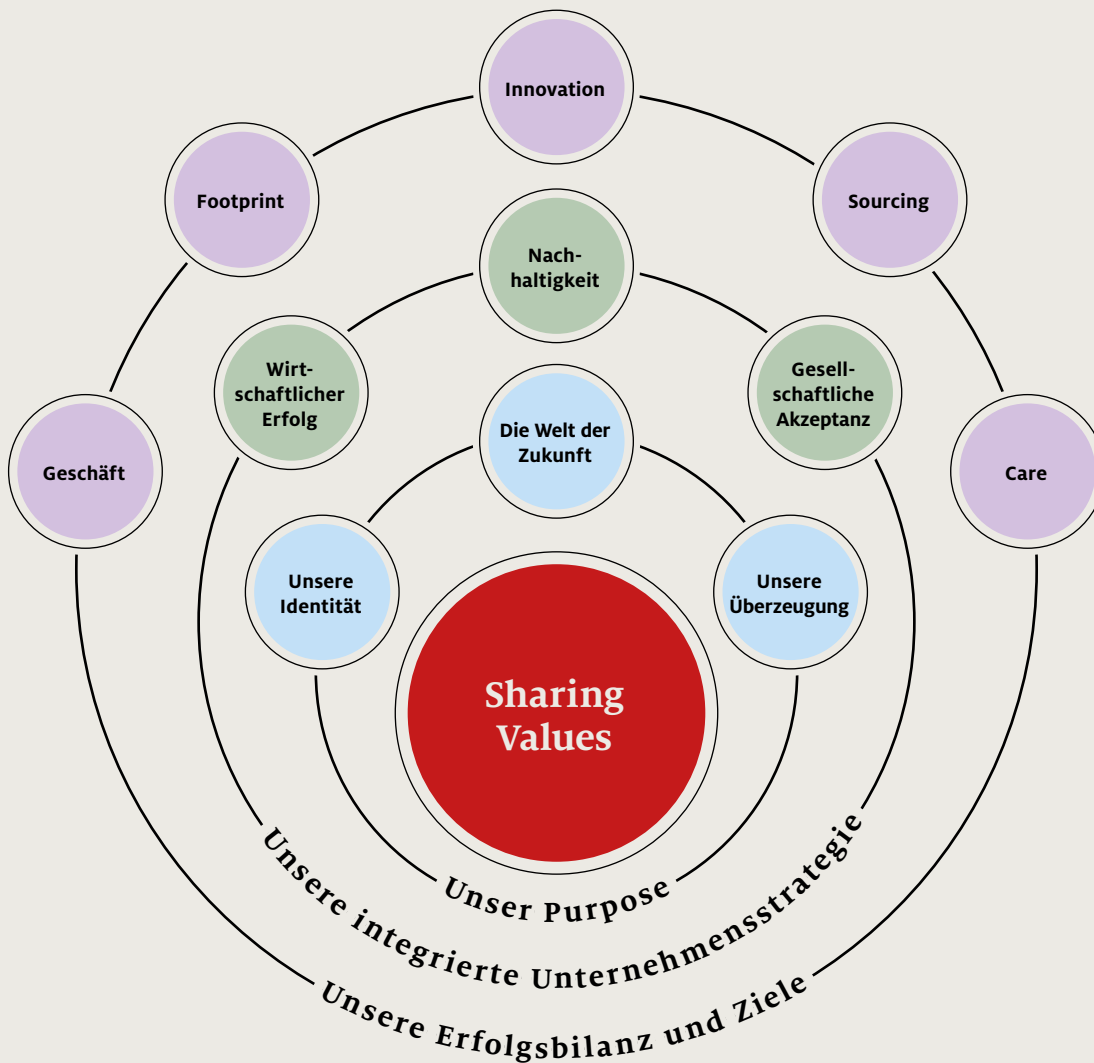 Innovation
Footprint
Sourcing
Nach-
haltigkeit
Wirt-
schaftlicher
Erfolg
Gesell-
schaftliche
Akzeptanz
Die Welt der
Zukunft
Geschäft
Care
Unsere
Identität
Unsere
Überzeugung
Sharing
Values
Unser Purpose
Unsere integrierte Unternehmensstrategie
Unsere Erfolgsbilanz und Ziele